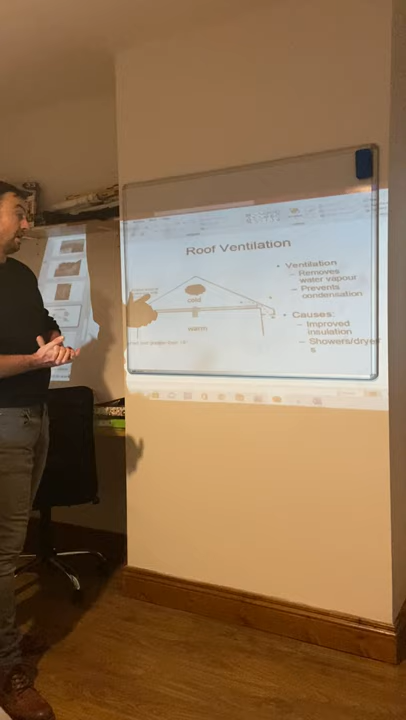 Roof Ventilation
• Ventilation
– Removes
water vapour
– Prevents
condensation
• Causes:
– Improved
insulation
– Showers/dryer
s
cold
warm